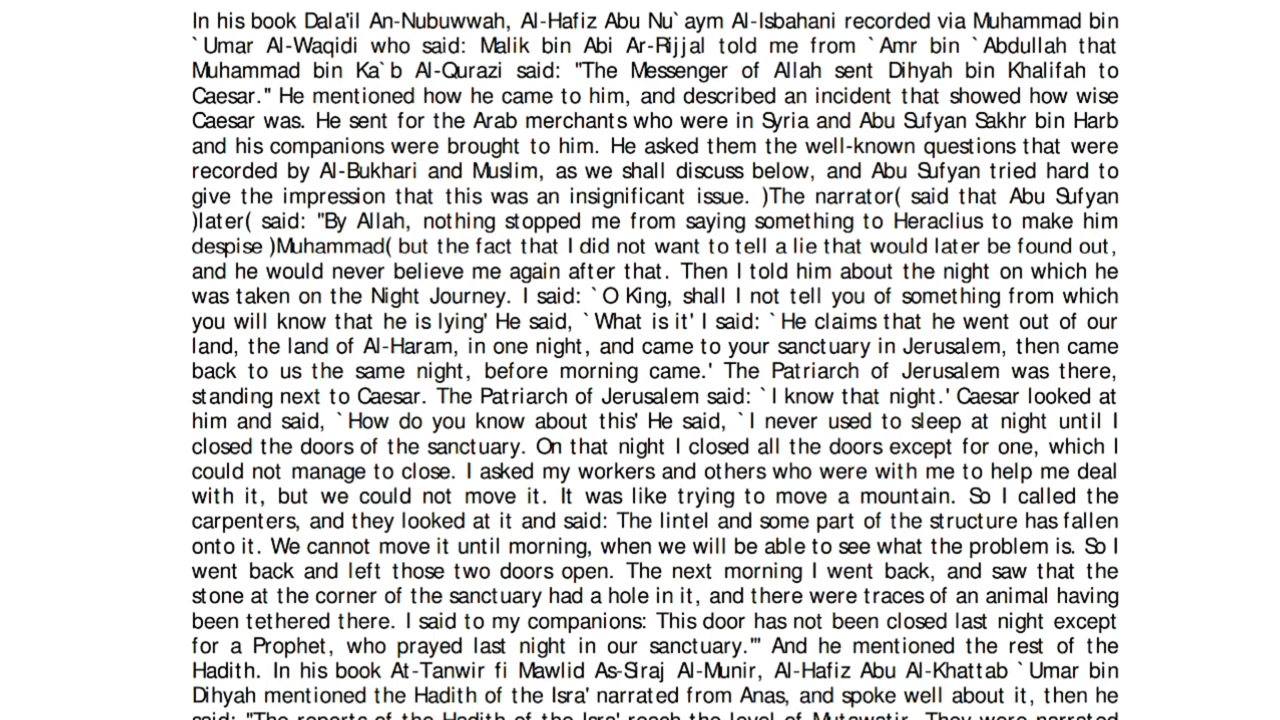 In his book Dala'il An-Nubuwwah, Al-Hafiz Abu Nu`aym Al-Isbahani recorded via Muhammad bin
`Umar Al-Waqidi who said: Malik bin Abi Ar-Rijjal told me from `Amr bin `Abdullah that
Muhammad bin Ka`b Al-Qurazi said: "The Messenger of Allah sent Dihyah bin Khalifah to
Caesar." He mentioned how he came to him, and described an incident that showed how wise
Caesar was. He sent for the Arab merchants who were in Syria and Abu Sufyan Sakhr bin Harb
and his companions were brought to him. He asked them the well-known questions that were
recorded by Al-Bukhari and Muslim, as we shall discuss below, and Abu Sufyan tried hard to
give the impression that this was an insignificant issue. )The narrator( said that Abu Sufyan
)later( said: "By Allah, nothing stopped me from saying something to Heraclius to make him
despise )Muhammad( but the fact that I did not want to tell a lie that would later be found out,
and he would never believe me again after that. Then I told him about the night on which he
was taken on the Night Journey. I said: `O King, shall I not tell you of something from which
you will know that he is lying' He said, `What is it' I said: `He claims that he went out of our
land, the land of Al-Haram, in one night, and came to your sanctuary in Jerusalem, then came
back to us the same night, before morning came.' The Patriarch of Jerusalem was there,
standing next to Caesar. The Patriarch of Jerusalem said: `I know that night.' Caesar looked at
him and said, `How do you know about this' He said, `I never used to sleep at night until I
closed the doors of the sanctuary. On that night I closed all the doors except for one, which I
could not manage to close. I asked my workers and others who were with me to help me deal
with it, but we could not move it. It was like trying to move a mountain. So I called the
carpenters, and they looked at it and said: The lintel and some part of the structure has fallen
onto it. We cannot move it until morning, when we will be able to see what the problem is. So I
went back and left those two doors open. The next morning I went back, and saw that the
stone at the corner of the sanctuary had a hole in it, and there were traces of an animal having
been tethered there. I said to my companions: This door has not been closed last night except
for a Prophet, who prayed last night in our sanctuary.'" And he mentioned the rest of the
Hadith. In his book At-Tanwir fi Mawlid As-Siraj Al-Munir, Al-Hafiz Abu Al-Khattab `Umar bin
Dihyah mentioned the Hadith of the Isra' narrated from Anas, and spoke well about it, then he
said: "The reports of the Hadith of the Isra' reach the level of Mutawatir. They were narrated